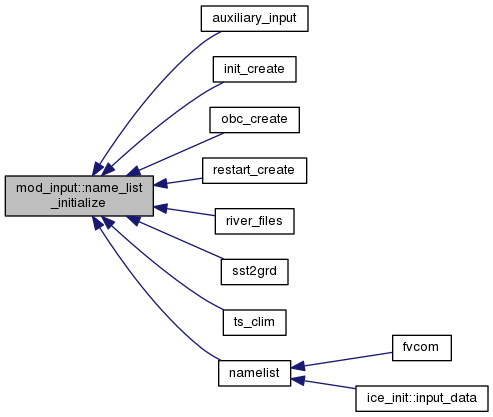 auxiliary_input
init_create
obc_create
restart_create
mod_input::name_list
_initialize
river_files
sst2grd
ts_clim
fvcom
namelist
ice_init::input_data